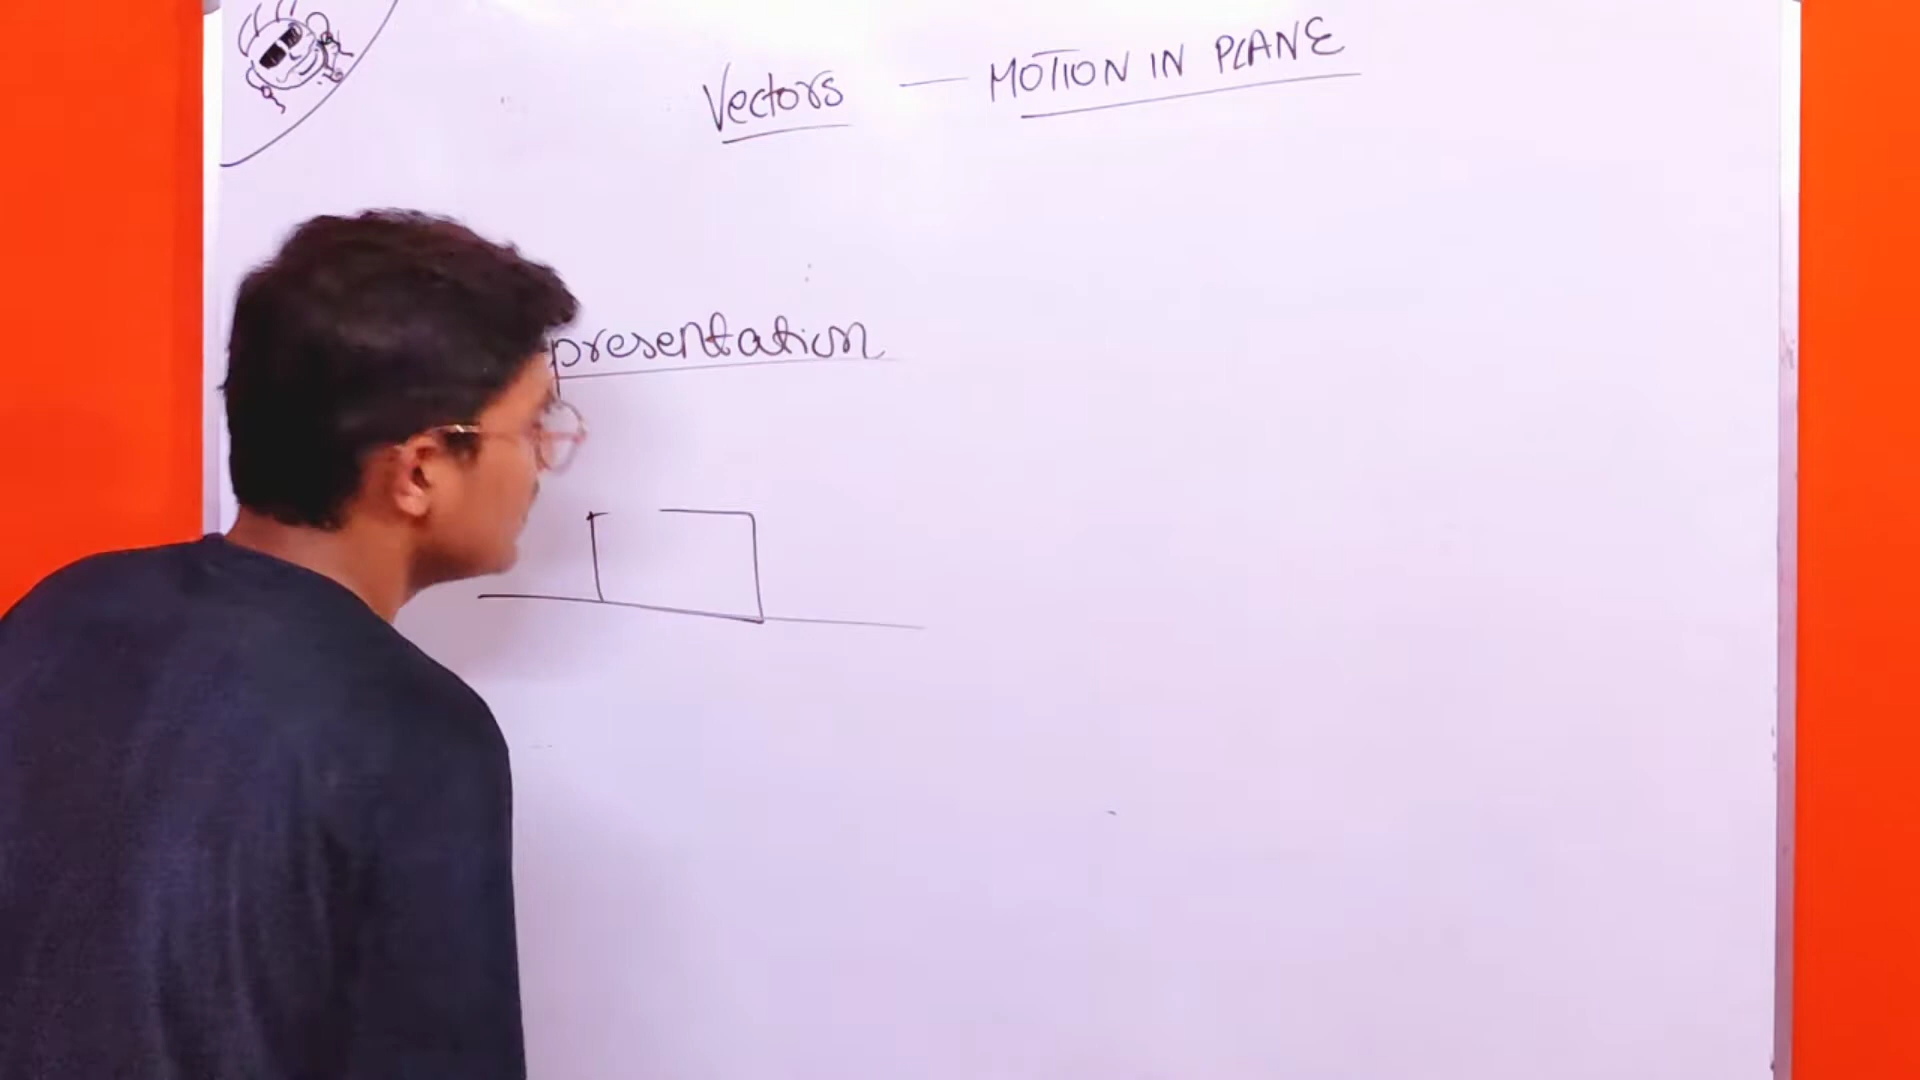 Vectors — MOTION IN PLANE
presentation